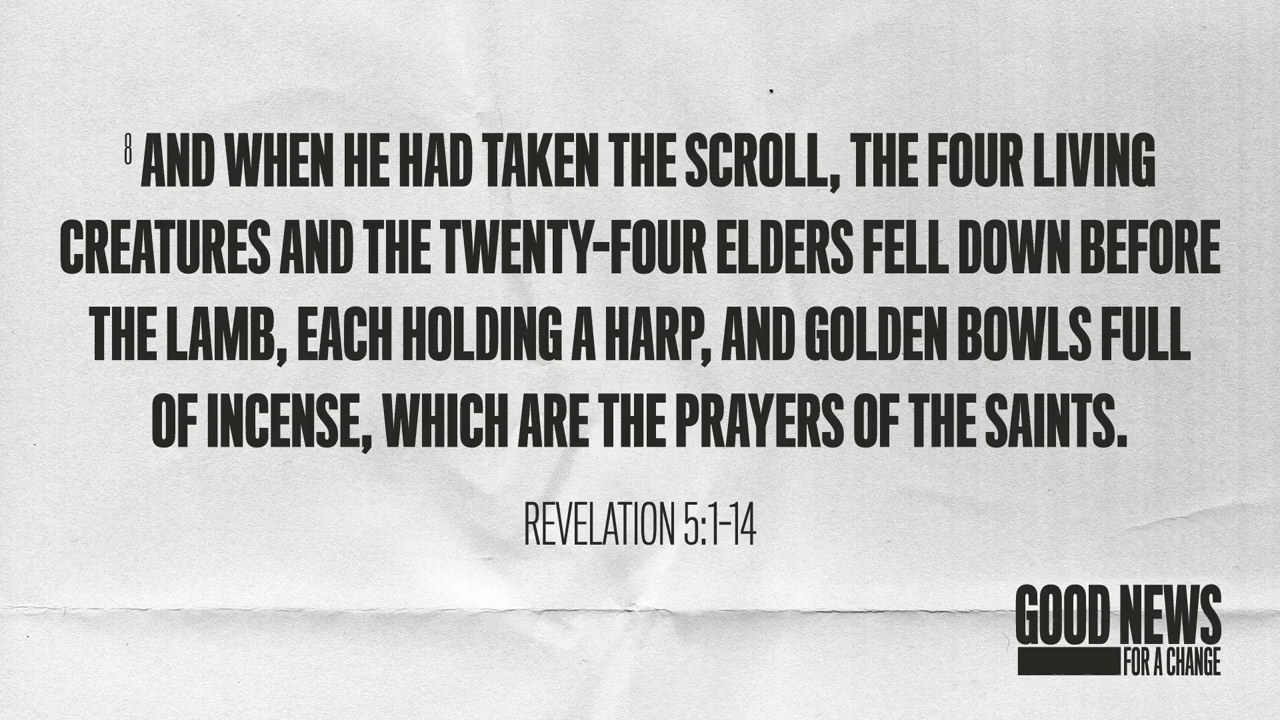 8 AND WHEN HE HAD TAKEN THE SCROLL, THE FOUR LIVING
CREATURES AND THE TWENTY-FOUR ELDERS FELL DOWN BEFORE
THE LAMB, EACH HOLDING A HARP, AND GOLDEN BOWLS FULL
OF INCENSE, WHICH ARE THE PRAYERS OF THE SAINTS.
REVELATION 5:1-14
GOOD NEWS
FOR A CHANGE